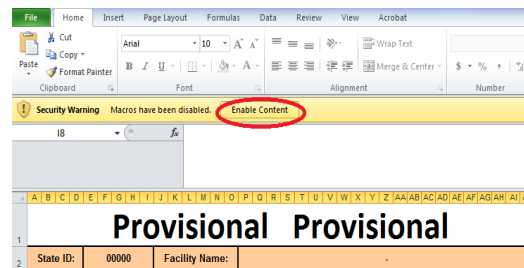 File Home Insert Page Layout Formulas Data Review View Acrobat
Cut
Copy
Paste
Format Painter
Arial 10 A A
B I U A
Wrap Text
Merge & Center
$ % ,
Clipboard Font Alignment Number
Security Warning Macros have been disabled. Enable Content
I8 fx
A B C D E F G H I J K L M N O P Q R S T U V W X Y Z AA AB AC AD AE AF AG AH AI
1 Provisional Provisional
2 State ID: 00000 Facility Name: -